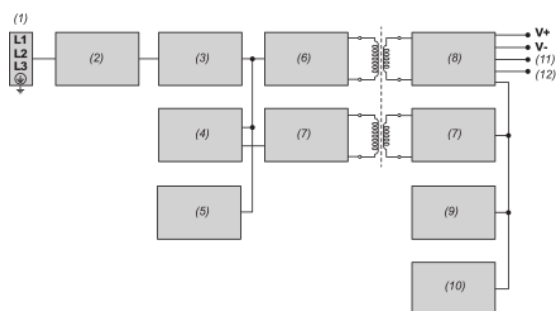 (1)
L1
L2
L3
(2)
(3)
(6)
(8)
V+
V-
(11)
(12)
(4)
(7)
(7)
(5)
(9)
(10)